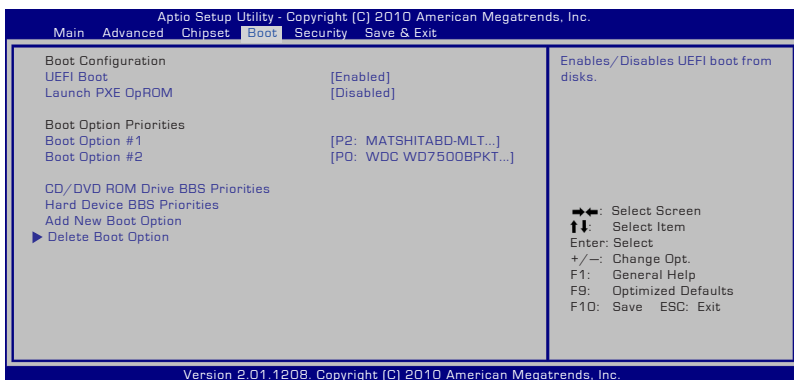 Aptio Setup Utility - Copyright (C) 2010 American Megatrends, Inc.
Main Advanced Chipset Boot Security Save & Exit
Boot Configuration
UEFI Boot [Enabled]
Launch PXE OpROM [Disabled]
Boot Option Priorities
Boot Option #1 [P2: MATSHITABD-MLT...]
Boot Option #2 [P0: WDC WD7500BPKT...]
CD/DVD ROM Drive BBS Priorities
Hard Device BBS Priorities
Add New Boot Option
Delete Boot Option
Enables/Disables UEFI boot from
disks.
➡⬅: Select Screen
⬆⬇: Select Item
Enter: Select
+/—: Change Opt.
F1: General Help
F9: Optimized Defaults
F10: Save ESC: Exit
Version 2.01.1208. Copyright (C) 2010 American Megatrends, Inc.